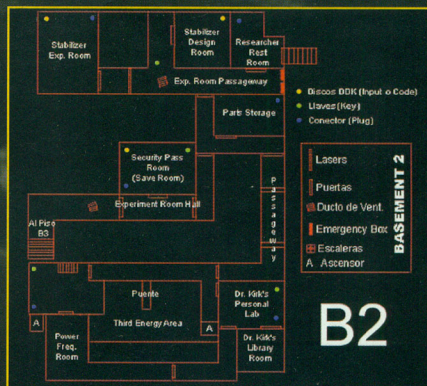 Stabilizer
Exp. Room
Stabilizer
Design
Room
Researcher
Rest
Room
Exp. Room Passageway
Parts Storage
Discos DDK (Input o Code)
Llaves (Key)
Conector (Plug)
Security Pass
Room
(Save Room)
Passageway
Al Piso
B3
Experiment Room Hall
Lasers
Puertas
Ducto de Vent.
Emergency Box
Escaleras
A Ascensor
BASEMENT 2
Puente
Third Energy Area
Dr. Kirk's
Personal
Lab
A
A
Power
Freq.
Room
Dr. Kirk's
Library
Room
B2